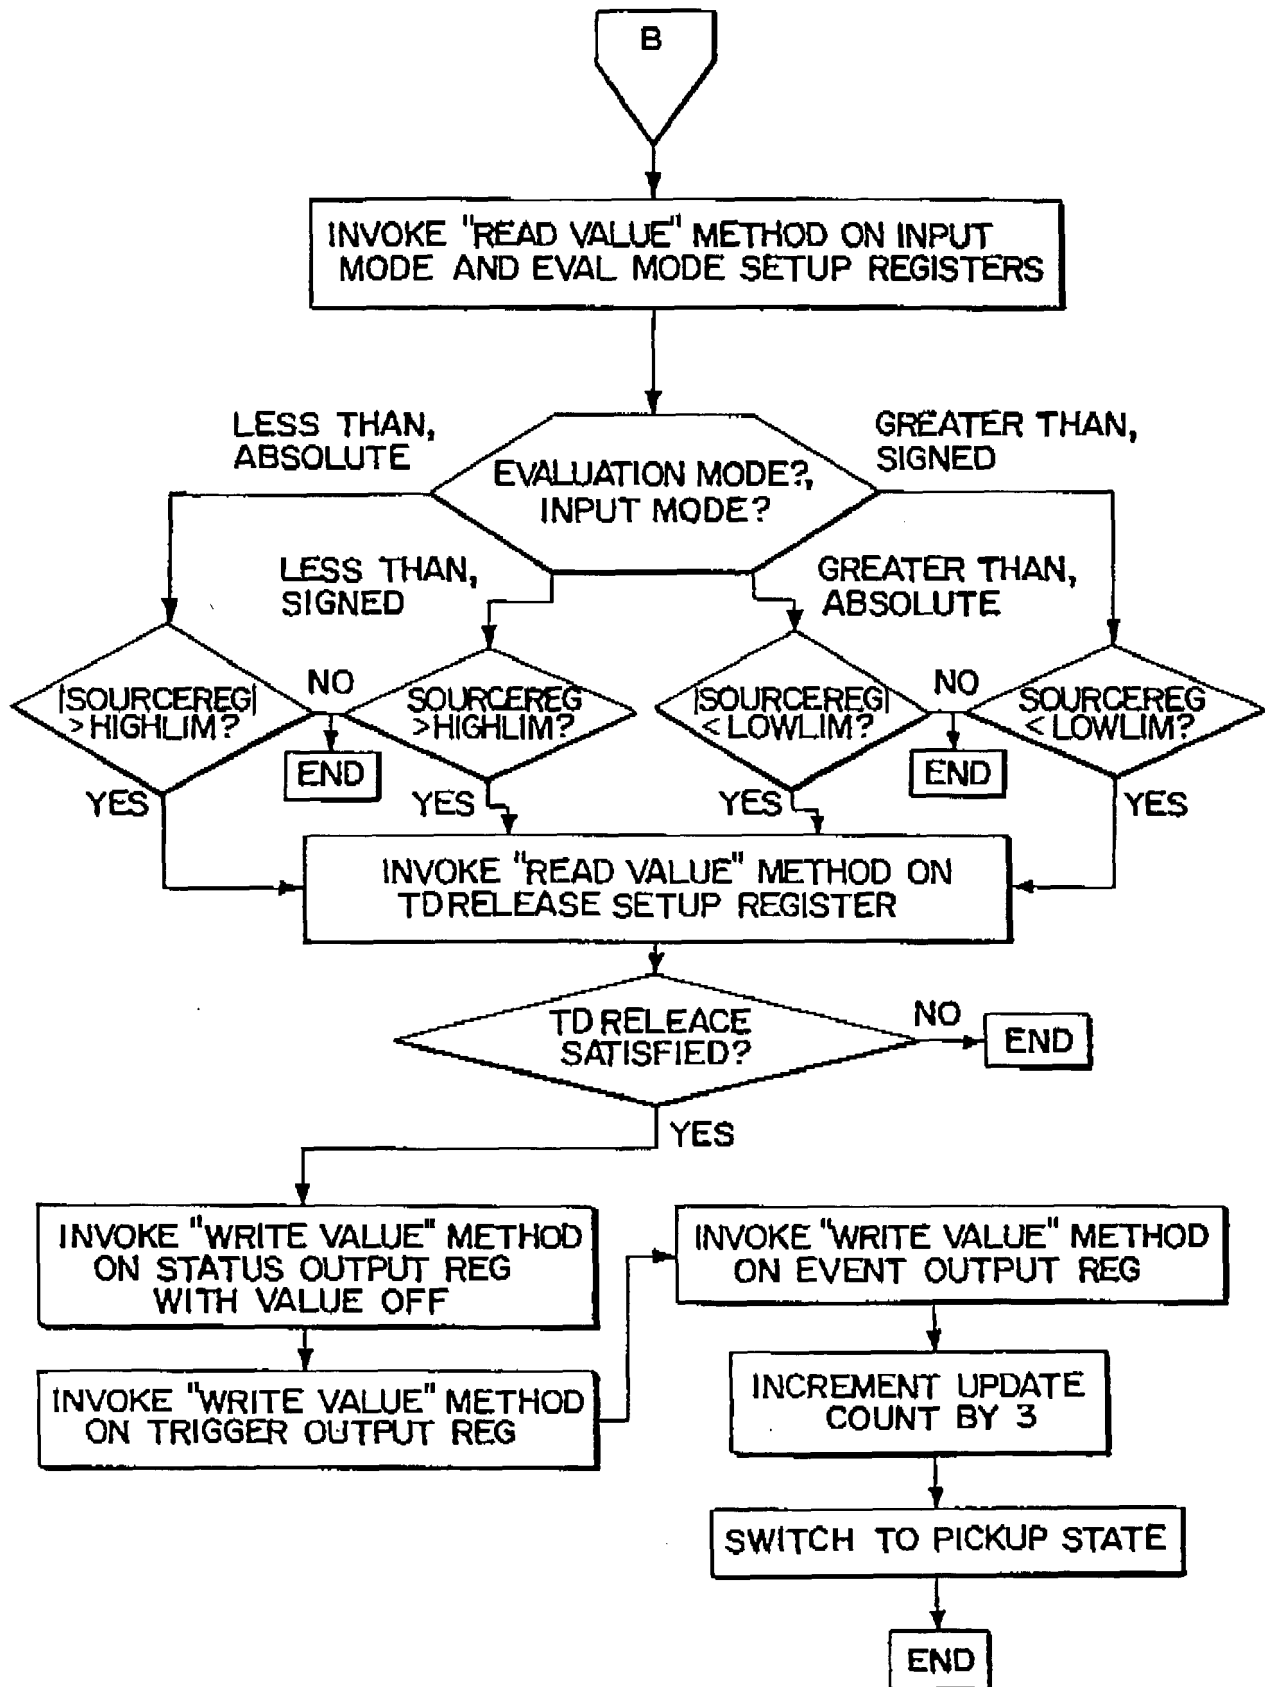 B
INVOKE "READ VALUE" METHOD ON INPUT
MODE AND EVAL MODE SETUP REGISTERS
LESS THAN,
ABSOLUTE
GREATER THAN,
SIGNED
EVALUATION MODE?,
INPUT MODE?
LESS THAN,
SIGNED
GREATER THAN,
ABSOLUTE
|SOURCEREG|
>HIGHLIM?
NO
SOURCEREG
>HIGHLIM?
|SOURCEREG|
< LOWLIM?
NO
SOURCEREG
< LOWLIM?
END
END
YES
YES
YES
YES
INVOKE "READ VALUE" METHOD ON
TD RELEASE SETUP REGISTER
TD RELEACE
SATISFIED?
NO
END
YES
INVOKE "WRITE VALUE" METHOD
ON STATUS OUTPUT REG
WITH VALUE OFF
INVOKE "WRITE VALUE" METHOD
ON TRIGGER OUTPUT REG
INVOKE "WRITE VALUE" METHOD
ON EVENT OUTPUT REG
INCREMENT UPDATE
COUNT BY 3
SWITCH TO PICKUP STATE
END